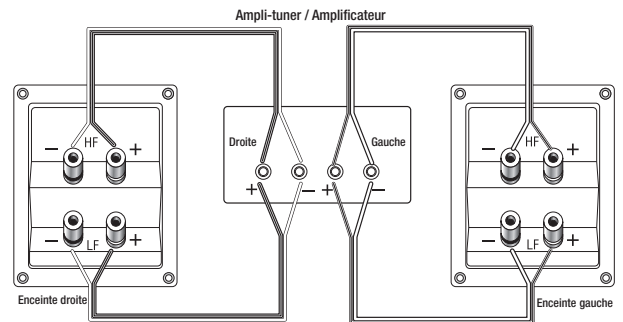 Ampli-tuner / Amplificateur
HF
Droite
Gauche
HF
− +
− +
+ − + −
− +
− +
LF
LF
Enceinte droite
Enceinte gauche